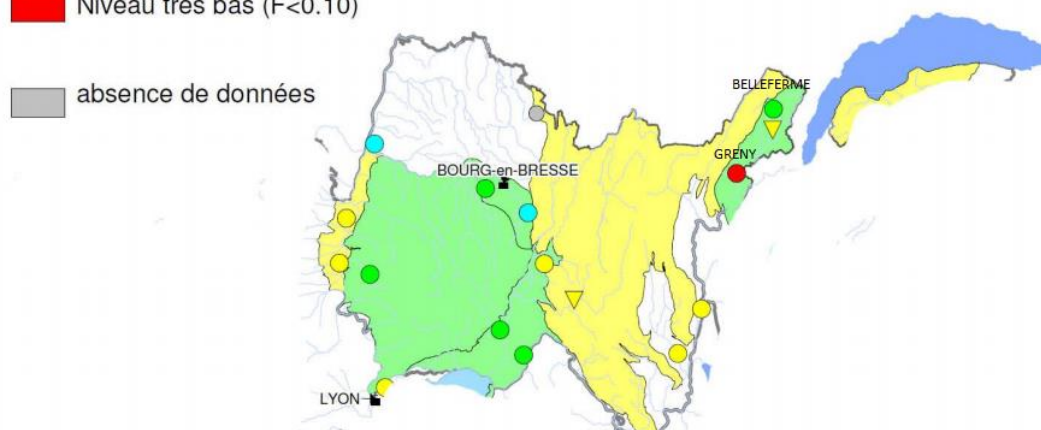 Niveau très bas (F<0.10)
absence de données
BELLEFERME
GRENY
BOURG-en-BRESSE
LYON